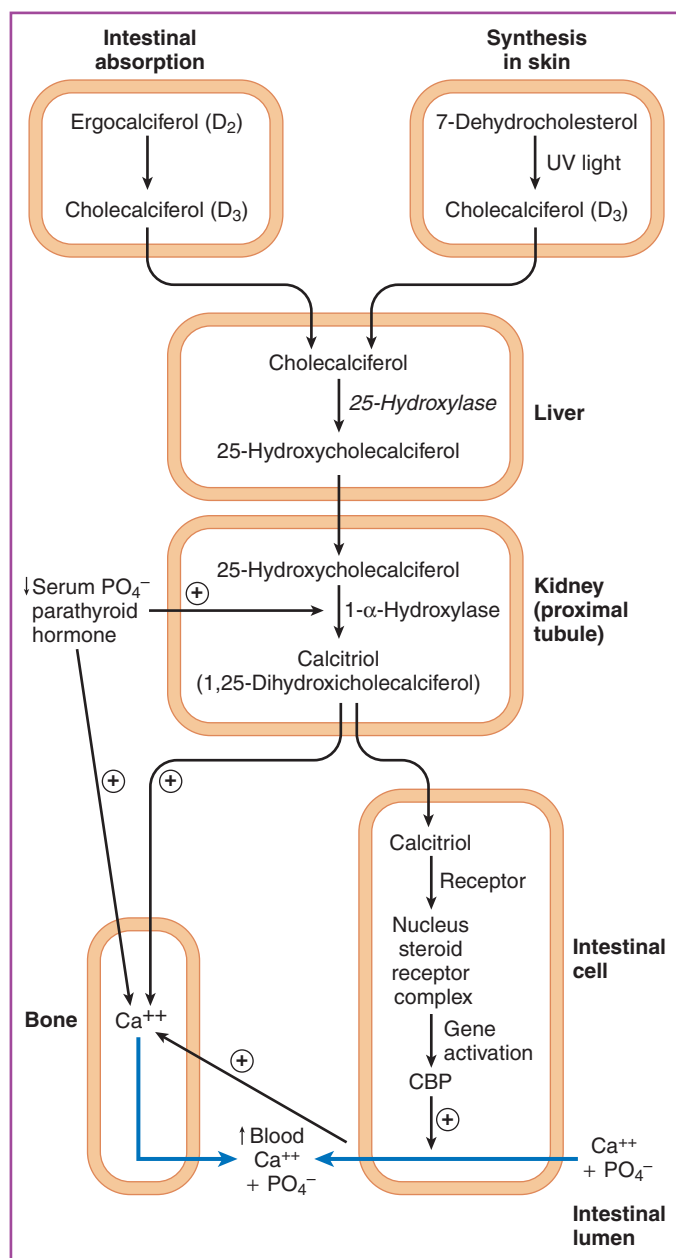 Intestinal
absorption
Synthesis
in skin
Ergocalciferol (D₂)
Cholecalciferol (D₃)
7-Dehydrocholesterol
UV light
Cholecalciferol (D₃)
Cholecalciferol
25-Hydroxylase
25-Hydroxycholecalciferol
Liver
25-Hydroxycholecalciferol
1-α-Hydroxylase
Calcitriol
(1,25-Dihydroxicholecalciferol)
Kidney
(proximal
tubule)
↓Serum PO₄⁻
parathyroid
hormone
+
+
+
Calcitriol
Receptor
Nucleus
steroid
receptor
complex
Gene
activation
CBP
+
Intestinal
cell
Bone
Ca⁺⁺
+
↑Blood
Ca⁺⁺
+ PO₄⁻
Ca⁺⁺
+ PO₄⁻
Intestinal
lumen